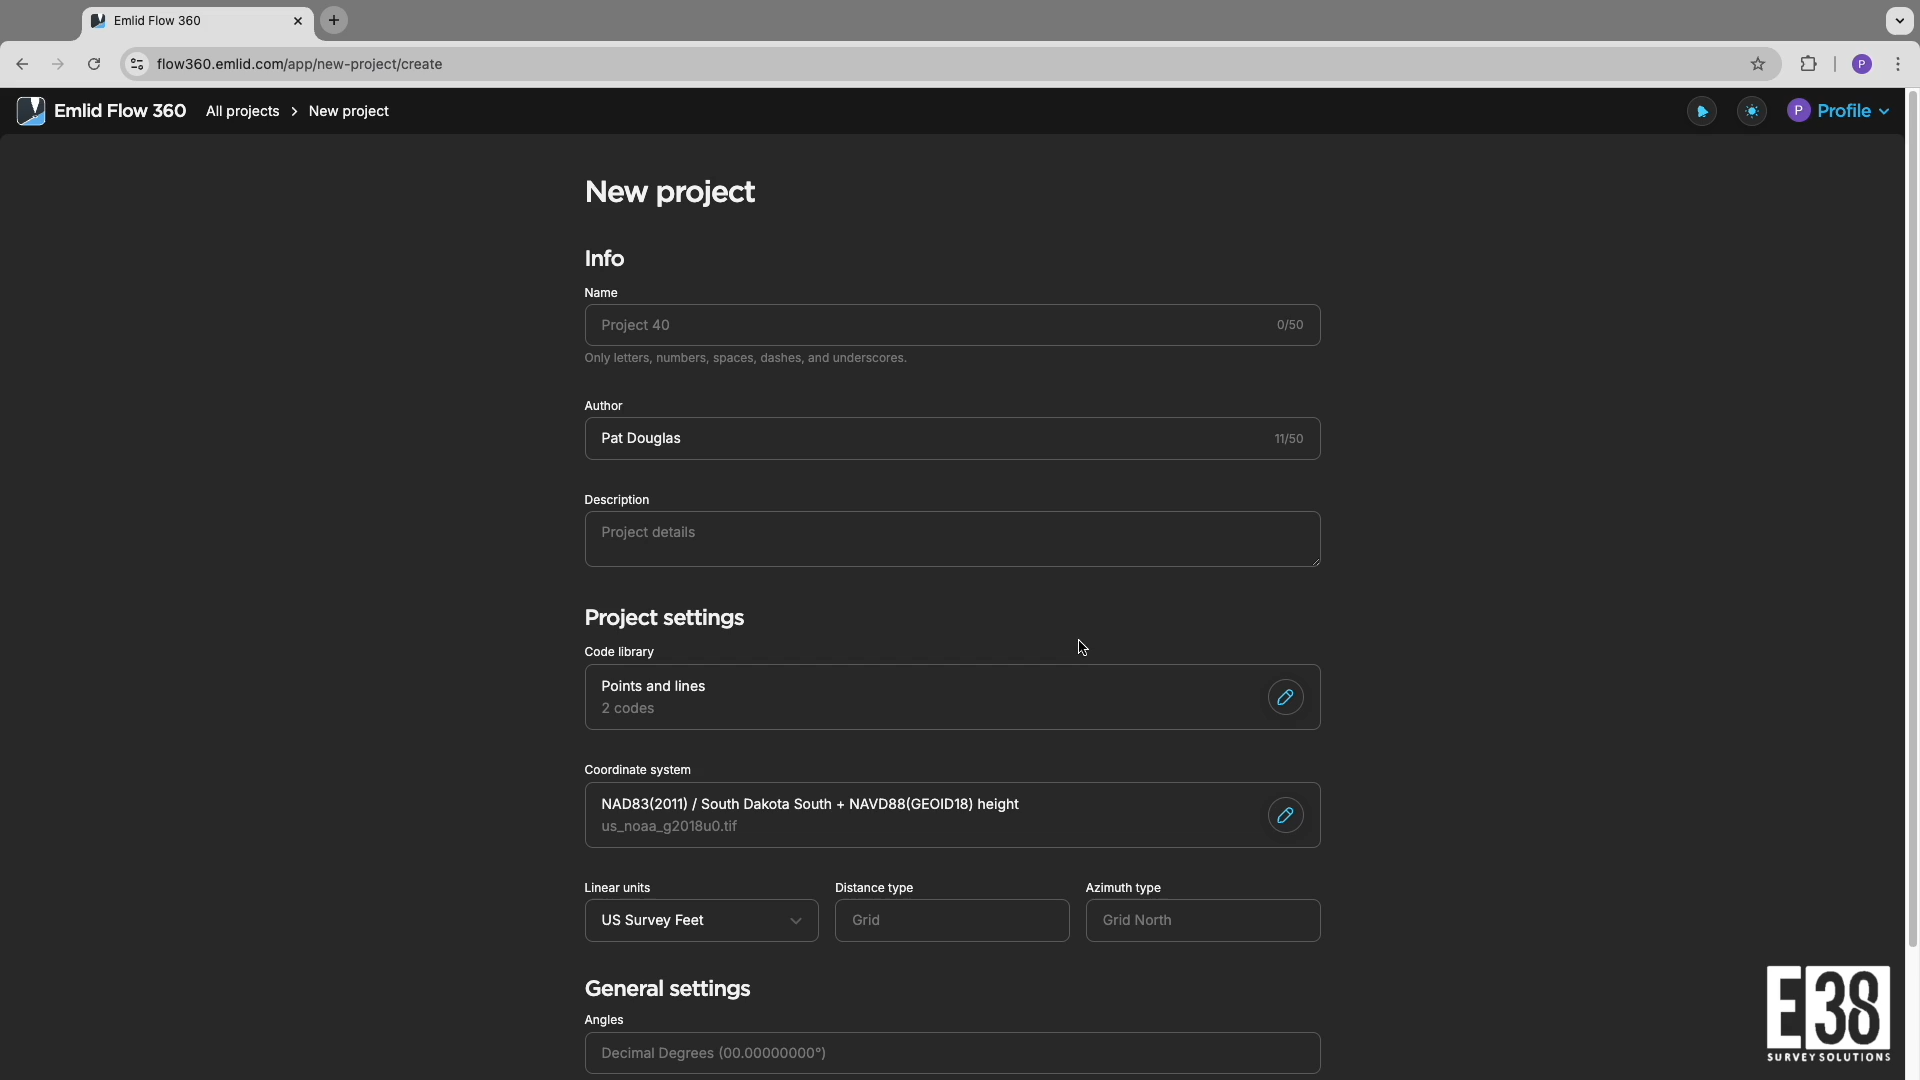 Emlid Flow 360
flow360.emlid.com/app/new-project/create
P
Emlid Flow 360
All projects > New project
P Profile
New project
Info
Name
Project 40
0/50
Only letters, numbers, spaces, dashes, and underscores.
Author
Pat Douglas
11/50
Description
Project details
Project settings
Code library
Points and lines
2 codes
Coordinate system
NAD83(2011) / South Dakota South + NAVD88(GEOID18) height
us_noaa_g2018u0.tif
Linear units
Distance type
Azimuth type
US Survey Feet
Grid
Grid North
General settings
Angles
Decimal Degrees (00.00000000°)
E38
SURVEY SOLUTIONS